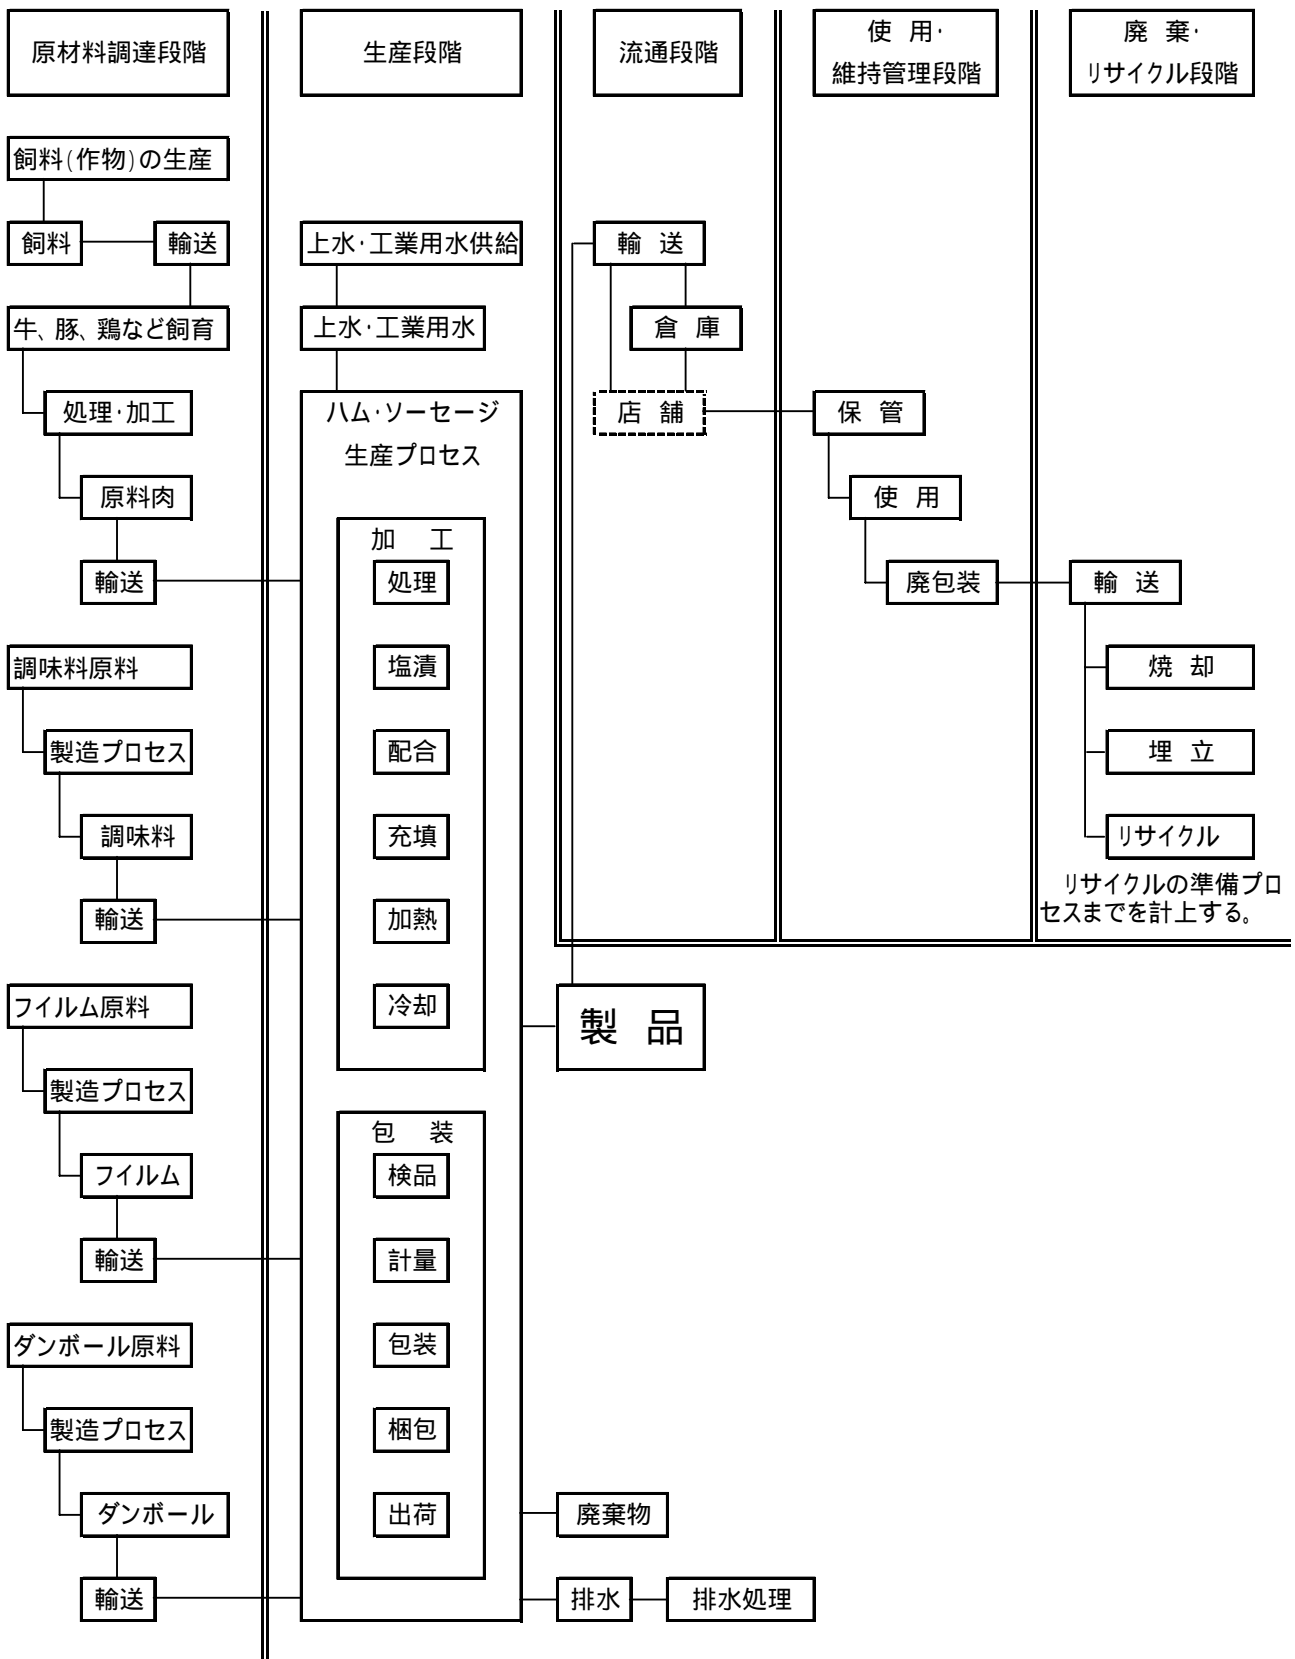 原材料調達段階
生産段階
流通段階
使 用・
維持管理段階
廃 棄・
リサイクル段階
飼料(作物)の生産
飼料
輸送
牛、豚、鶏など飼育
処理・加工
原料肉
輸送
調味料原料
製造プロセス
調味料
輸送
フイルム原料
製造プロセス
フイルム
輸送
ダンボール原料
製造プロセス
ダンボール
輸送
上水・工業用水供給
上水・工業用水
ハム・ソーセージ
生産プロセス
加 工
処理
塩漬
配合
充填
加熱
冷却
包 装
検品
計量
包装
梱包
出荷
製 品
廃棄物
排水
排水処理
輸 送
倉 庫
店 舗
保 管
使 用
廃包装
輸 送
焼 却
埋 立
リサイクル
リサイクルの準備プロ
セスまでを計上する。